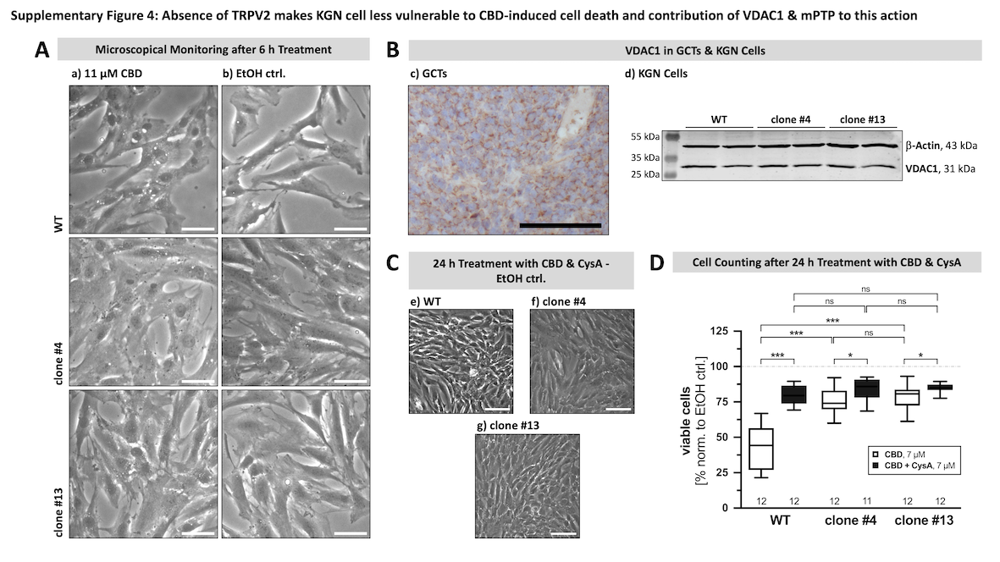 Supplementary Figure 4: Absence of TRPV2 makes KGN cell less vulnerable to CBD-induced cell death and contribution of VDAC1 & mPTP to this action
A
Microscopical Monitoring after 6 h Treatment
a) 11 µM CBD
b) EtOH ctrl.
WT
clone #4
clone #13
B
VDAC1 in GCTs & KGN Cells
c) GCTs
d) KGN Cells
WT
clone #4
clone #13
55 kDa
35 kDa
25 kDa
β-Actin, 43 kDa
VDAC1, 31 kDa
C
24 h Treatment with CBD & CysA -
EtOH ctrl.
e) WT
f) clone #4
g) clone #13
D
Cell Counting after 24 h Treatment with CBD & CysA
ns
ns
ns
***
***
ns
***
*
*
viable cells
[% norm. to EtOH ctrl.]
125
100
75
50
25
0
CBD, 7 µM
CBD + CysA, 7 µM
12
12
12
11
12
12
WT
clone #4
clone #13